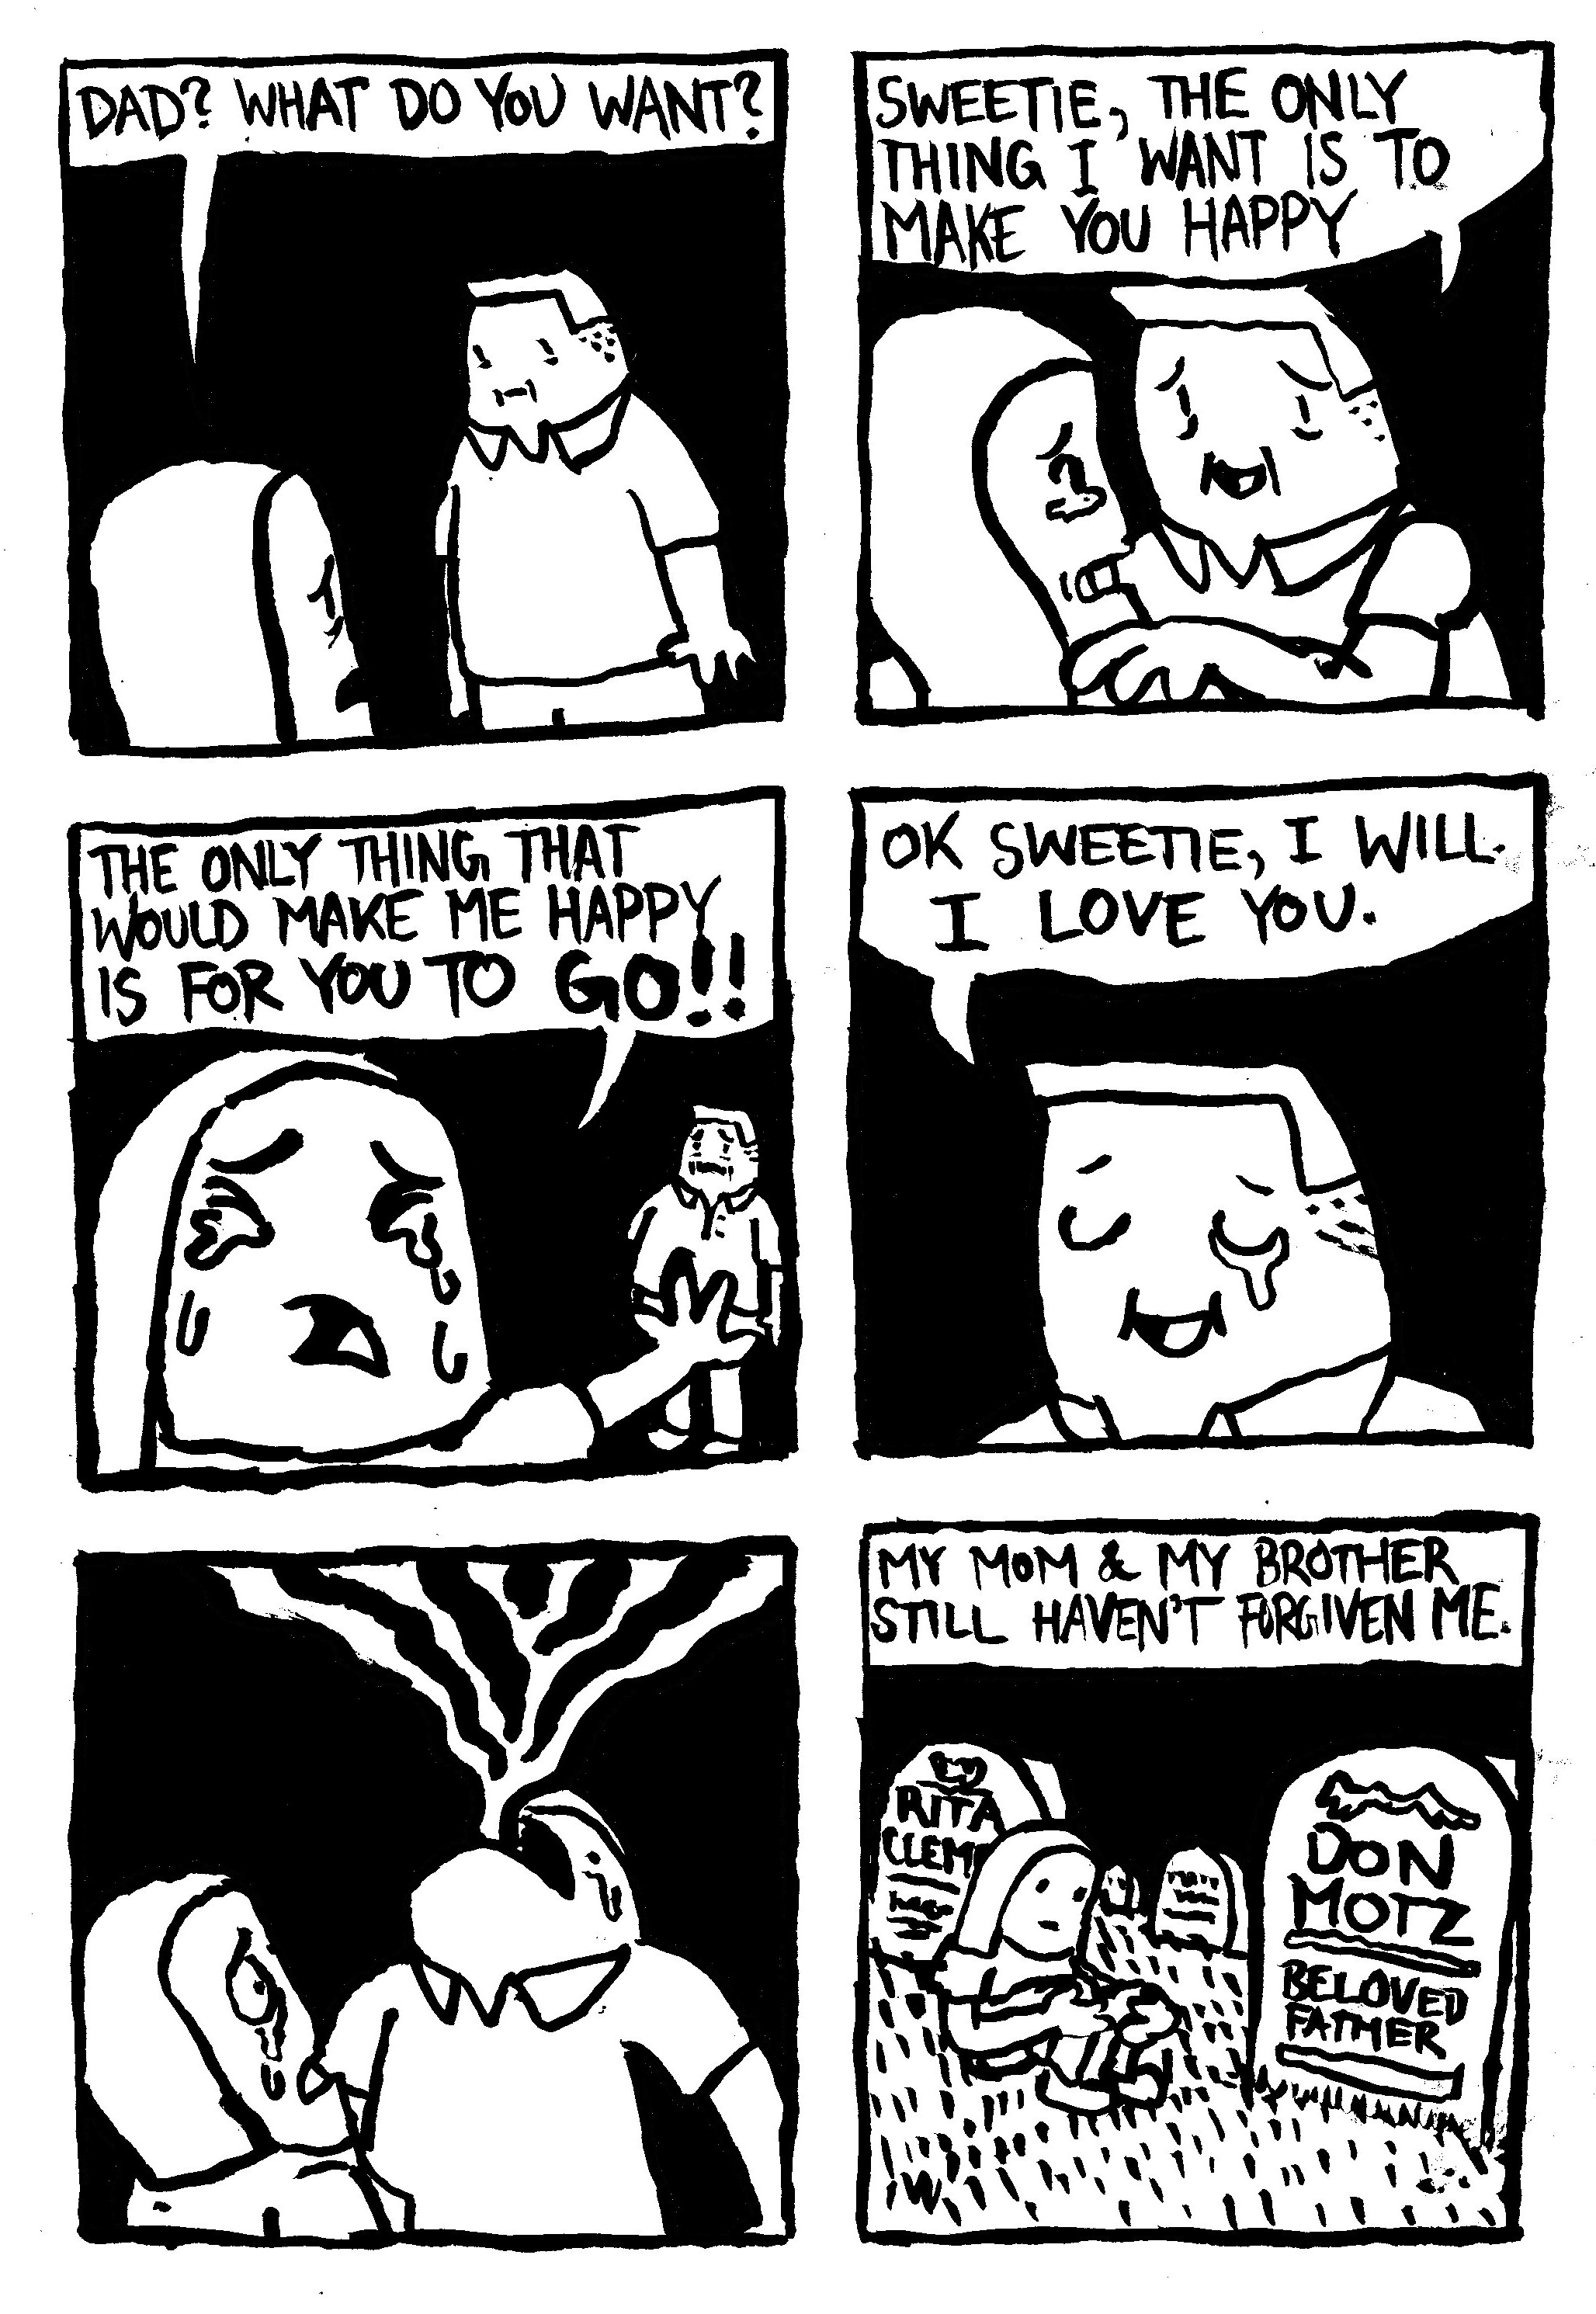 DAD? WHAT DO YOU WANT?
SWEETIE, THE ONLY
THING I WANT IS TO
MAKE YOU HAPPY
THE ONLY THING THAT
WOULD MAKE ME HAPPY
IS FOR YOU TO GO!!
OK SWEETIE, I WILL.
I LOVE YOU.
MY MOM & MY BROTHER
STILL HAVEN'T FORGIVEN ME.
RITA
CLEM
DON
MOTZ
BELOVED
FATHER